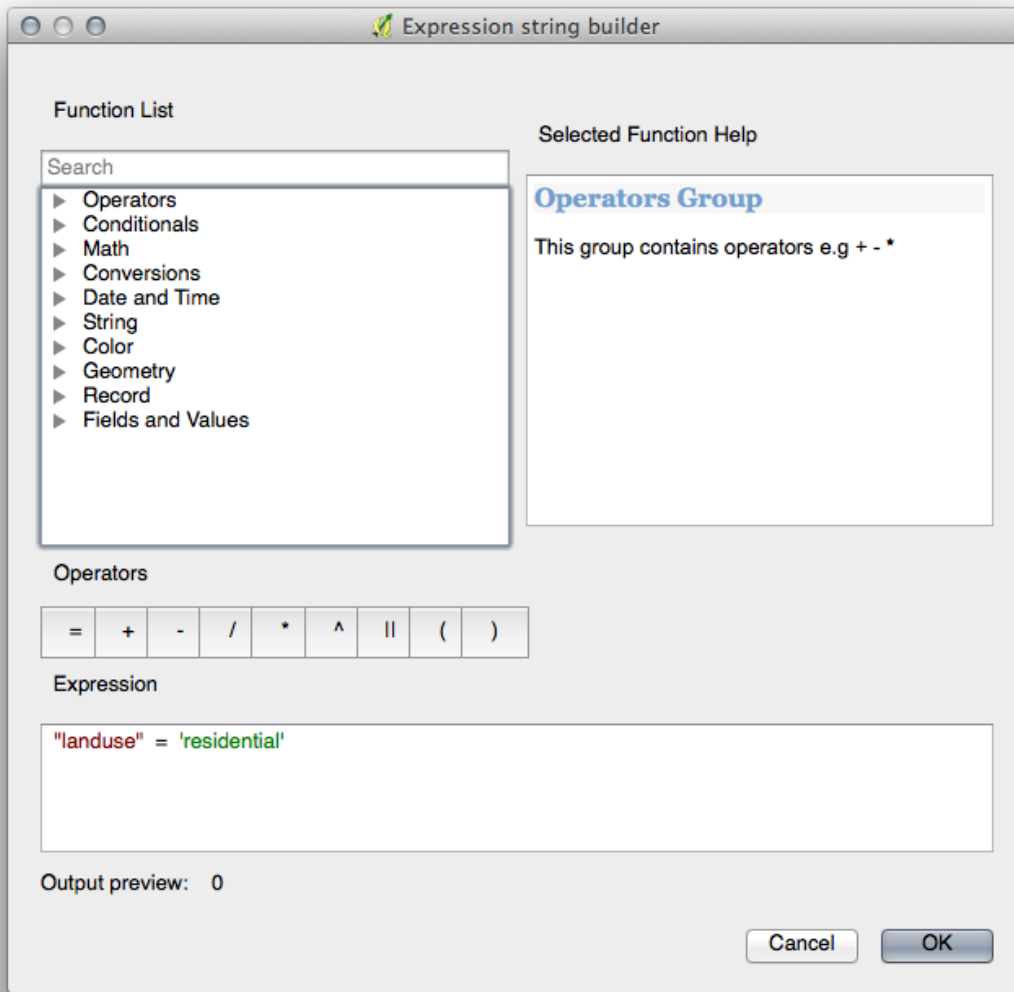 Expression string builder
Function List
Search
Operators
Conditionals
Math
Conversions
Date and Time
String
Color
Geometry
Record
Fields and Values
Selected Function Help
Operators Group
This group contains operators e.g + - *
Operators
= + - / * ^ || ( )
Expression
"landuse" = 'residential'
Output preview: 0
Cancel OK